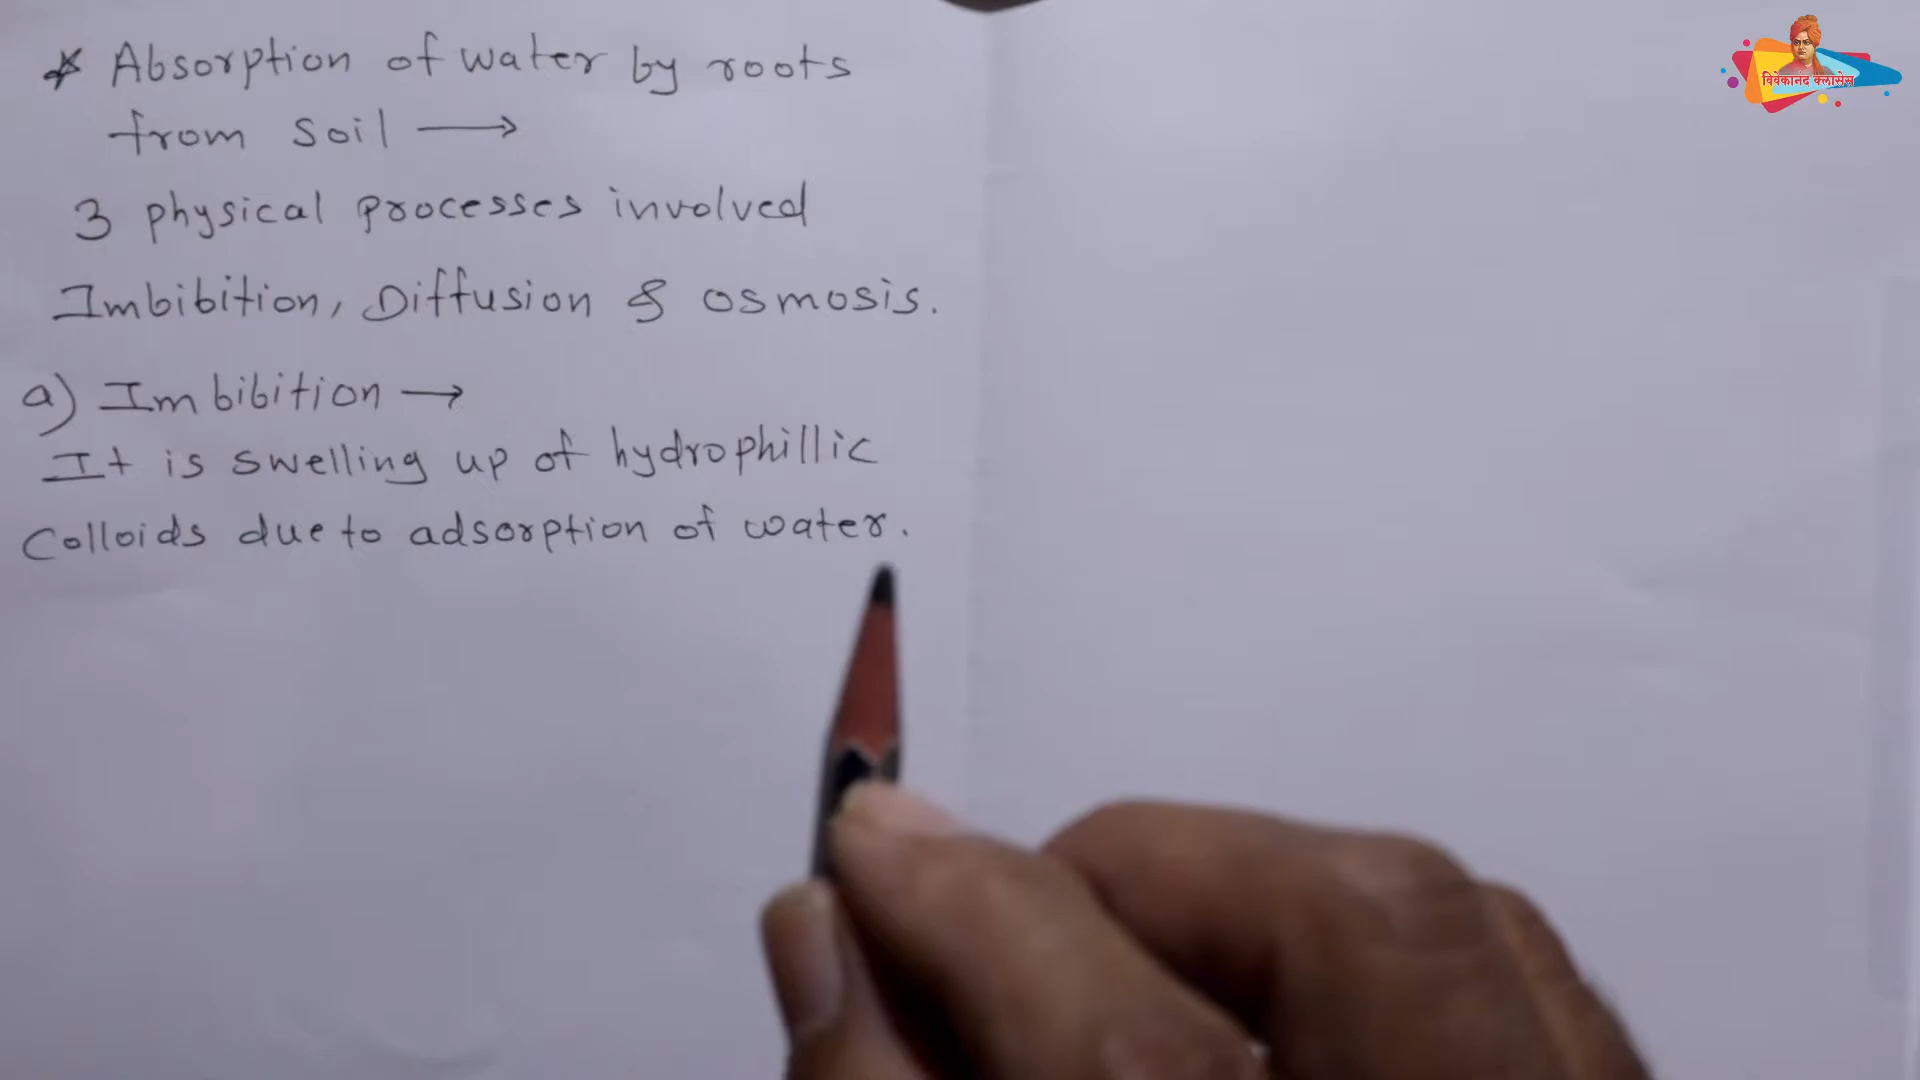 * Absorption of water by roots
from soil →
3 physical processes involved
Imbibition, Diffusion & osmosis.
a) Imbibition →
It is swelling up of hydrophillic
Colloids due to adsorption of water.
विवेकानंद क्लासेस